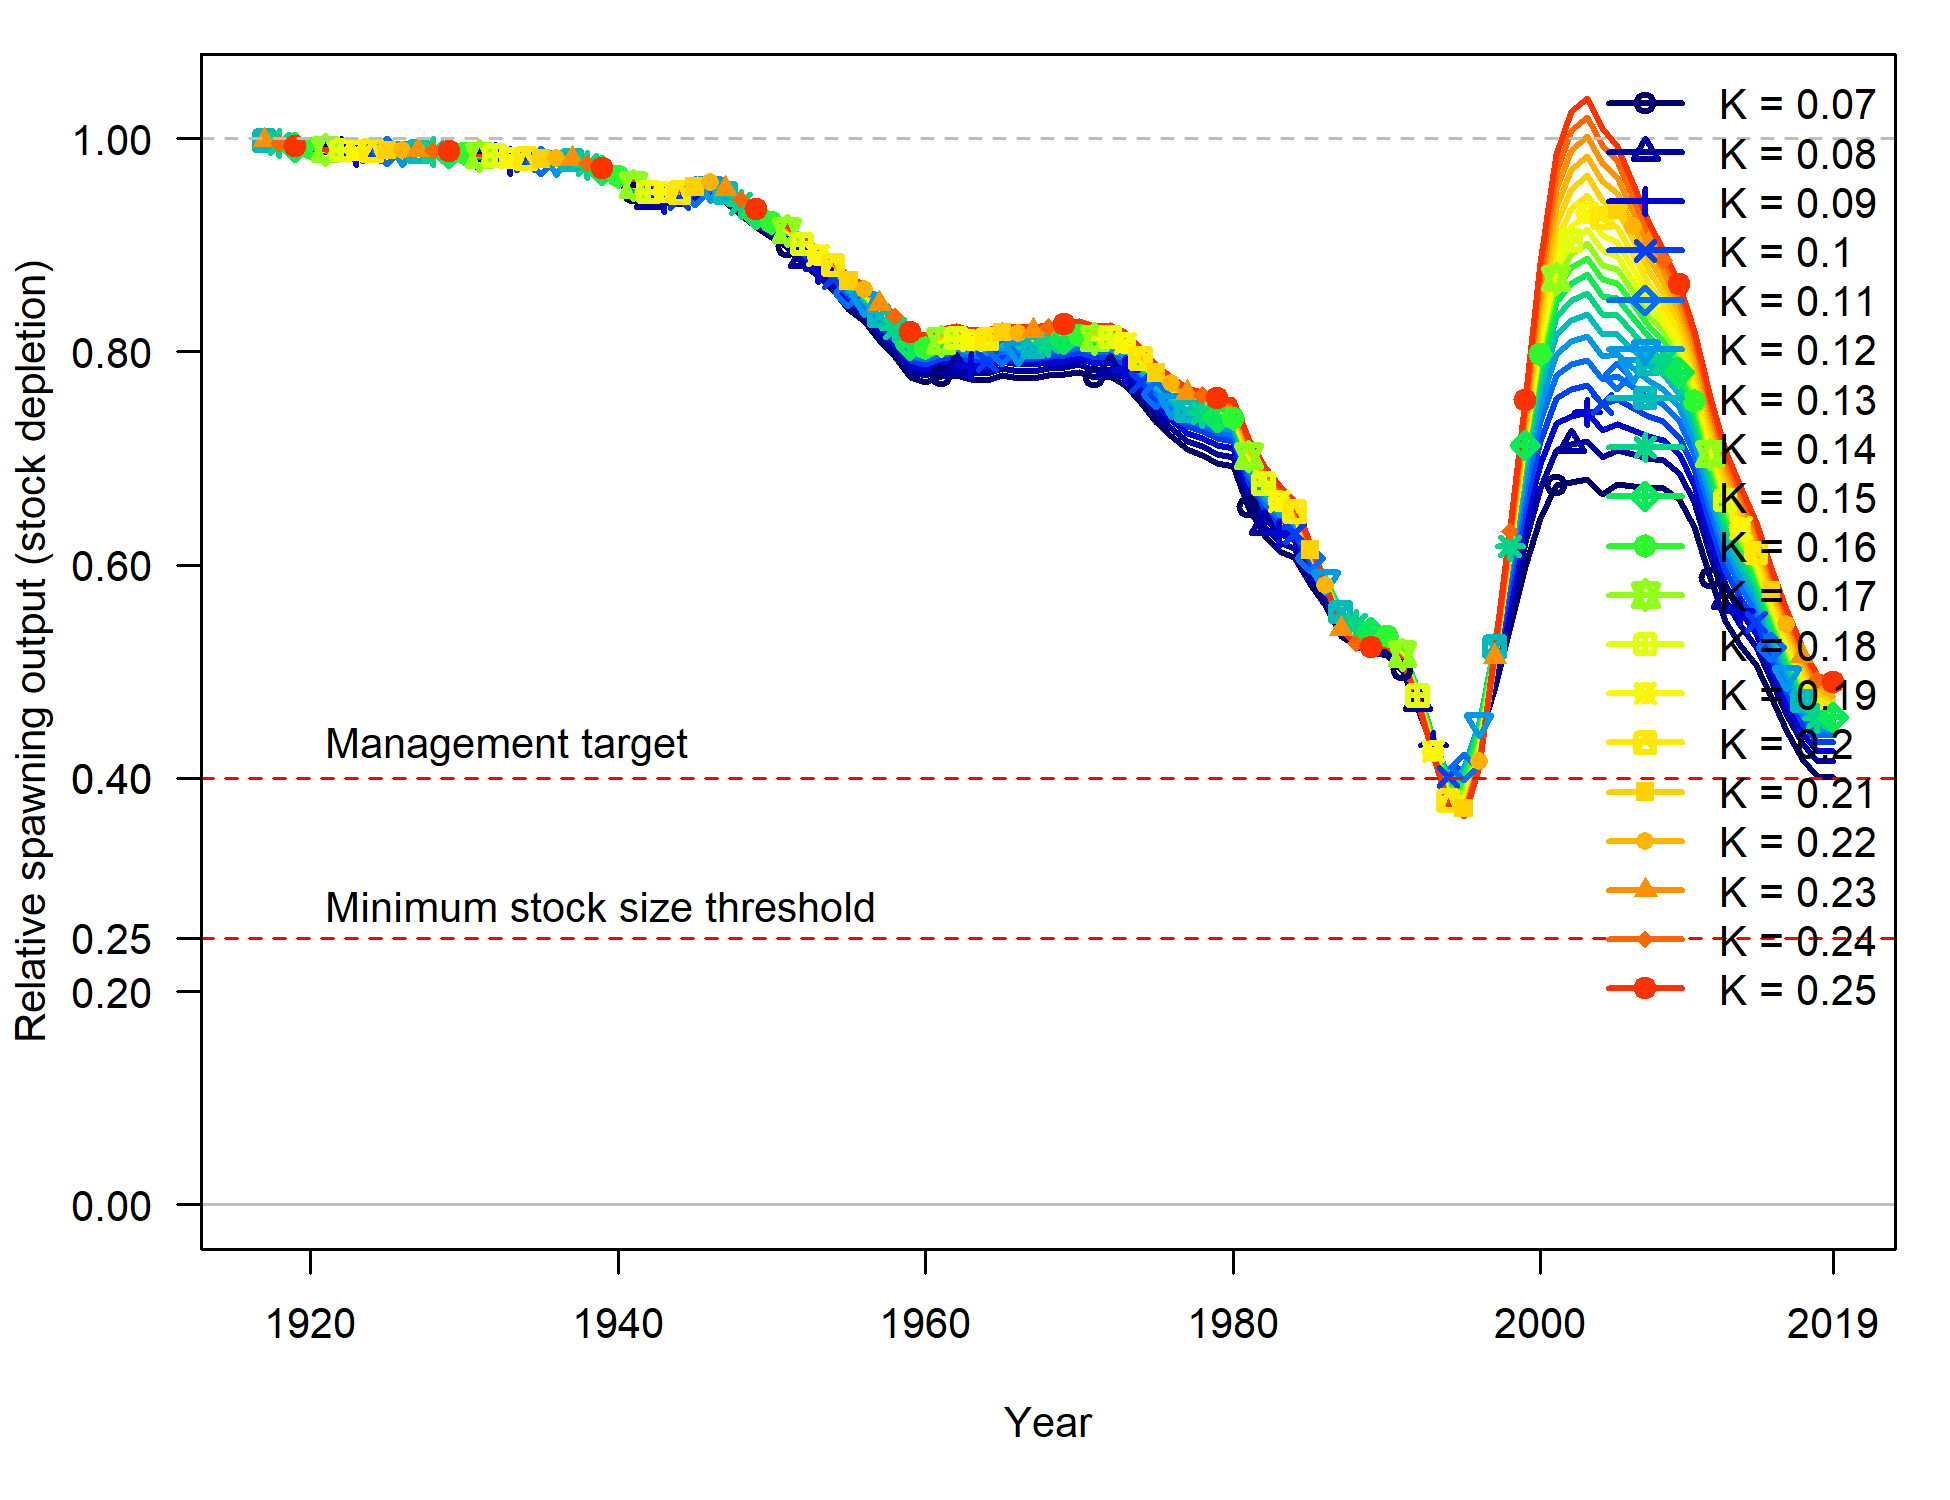 Relative spawning output (stock depletion)
1.00
0.80
0.60
0.40
0.25
0.20
0.00
Management target
Minimum stock size threshold
K = 0.07
K = 0.08
K = 0.09
K = 0.1
K = 0.11
K = 0.12
K = 0.13
K = 0.14
K = 0.15
K = 0.16
K = 0.17
K = 0.18
K = 0.19
K = 0.2
K = 0.21
K = 0.22
K = 0.23
K = 0.24
K = 0.25
1920 1940 1960 1980 2000 2019
Year